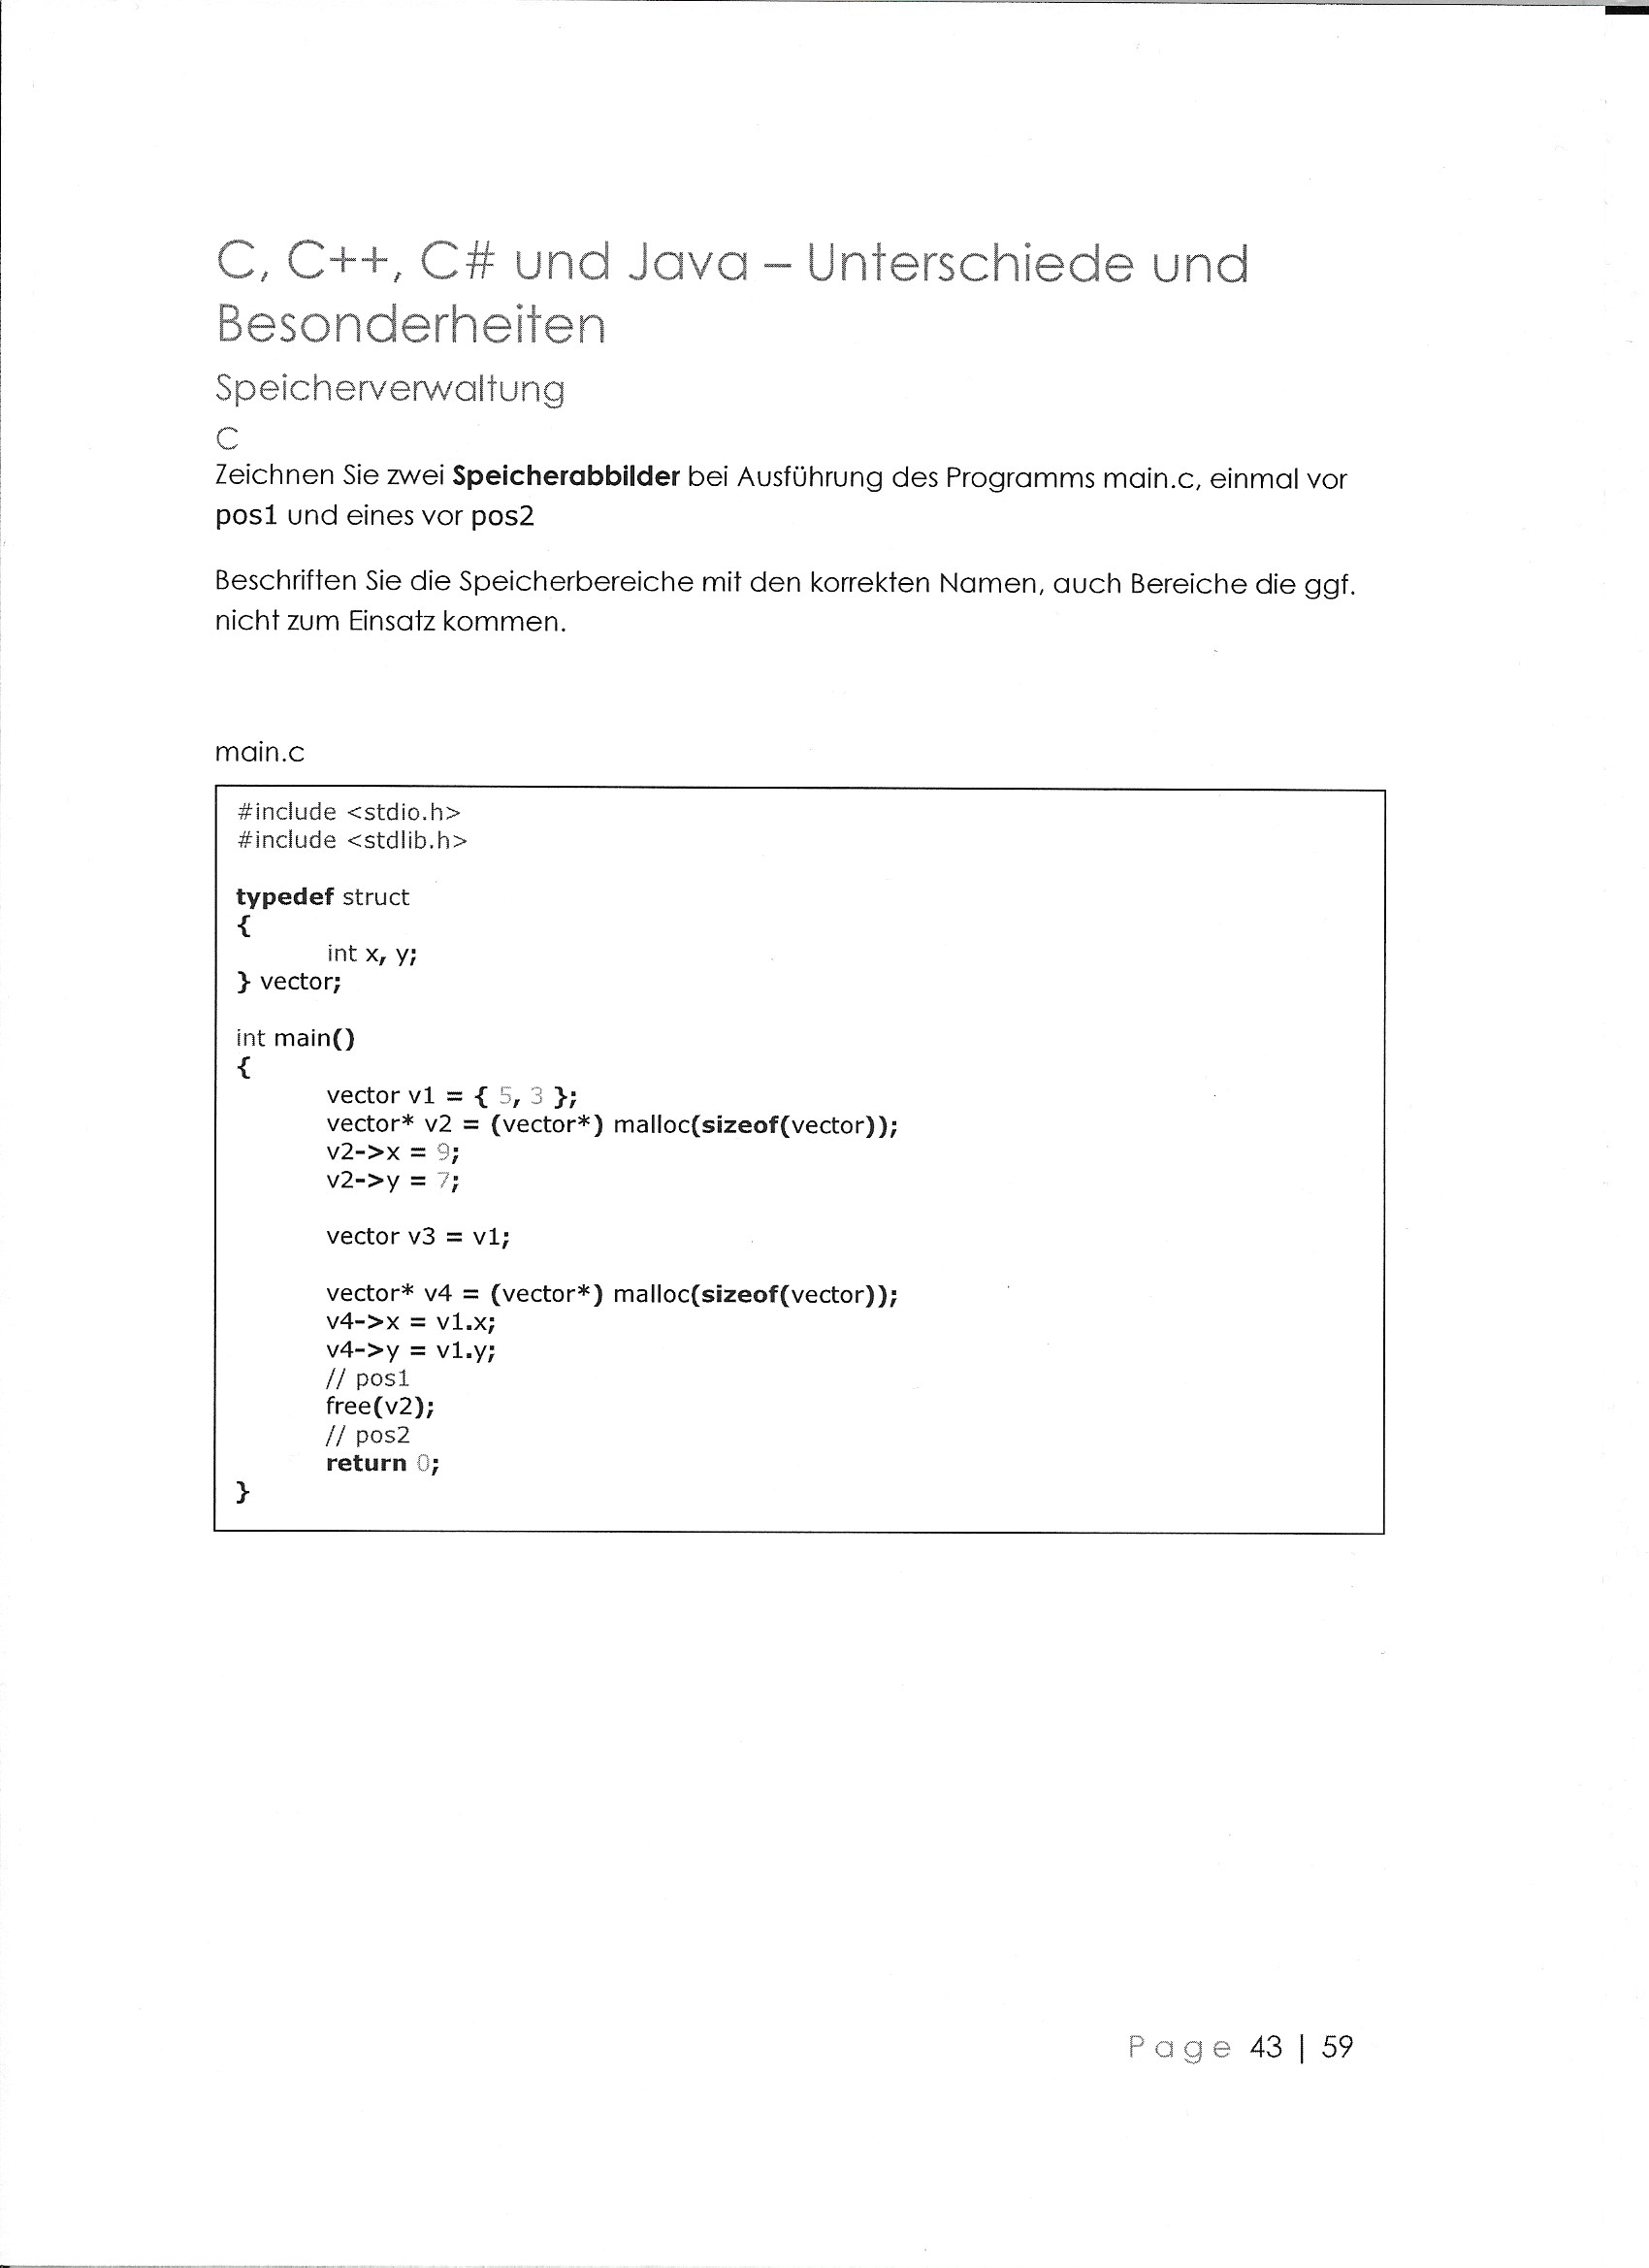 C, C++, C# und Java – Unterschiede und
Besonderheiten
Speicherverwaltung
C
Zeichnen Sie zwei Speicherabbilder bei Ausführung des Programms main.c, einmal vor
pos1 und eines vor pos2
Beschriften Sie die Speicherbereiche mit den korrekten Namen, auch Bereiche die ggf.
nicht zum Einsatz kommen.
main.c
#include <stdio.h>
#include <stdlib.h>
typedef struct
{
int x, y;
} vector;
int main()
{
vector v1 = { 5, 3 };
vector* v2 = (vector*) malloc(sizeof(vector));
v2->x = 9;
v2->y = 7;
vector v3 = v1;
vector* v4 = (vector*) malloc(sizeof(vector));
v4->x = v1.x;
v4->y = v1.y;
// pos1
free(v2);
// pos2
return 0;
}
Page 43 | 59